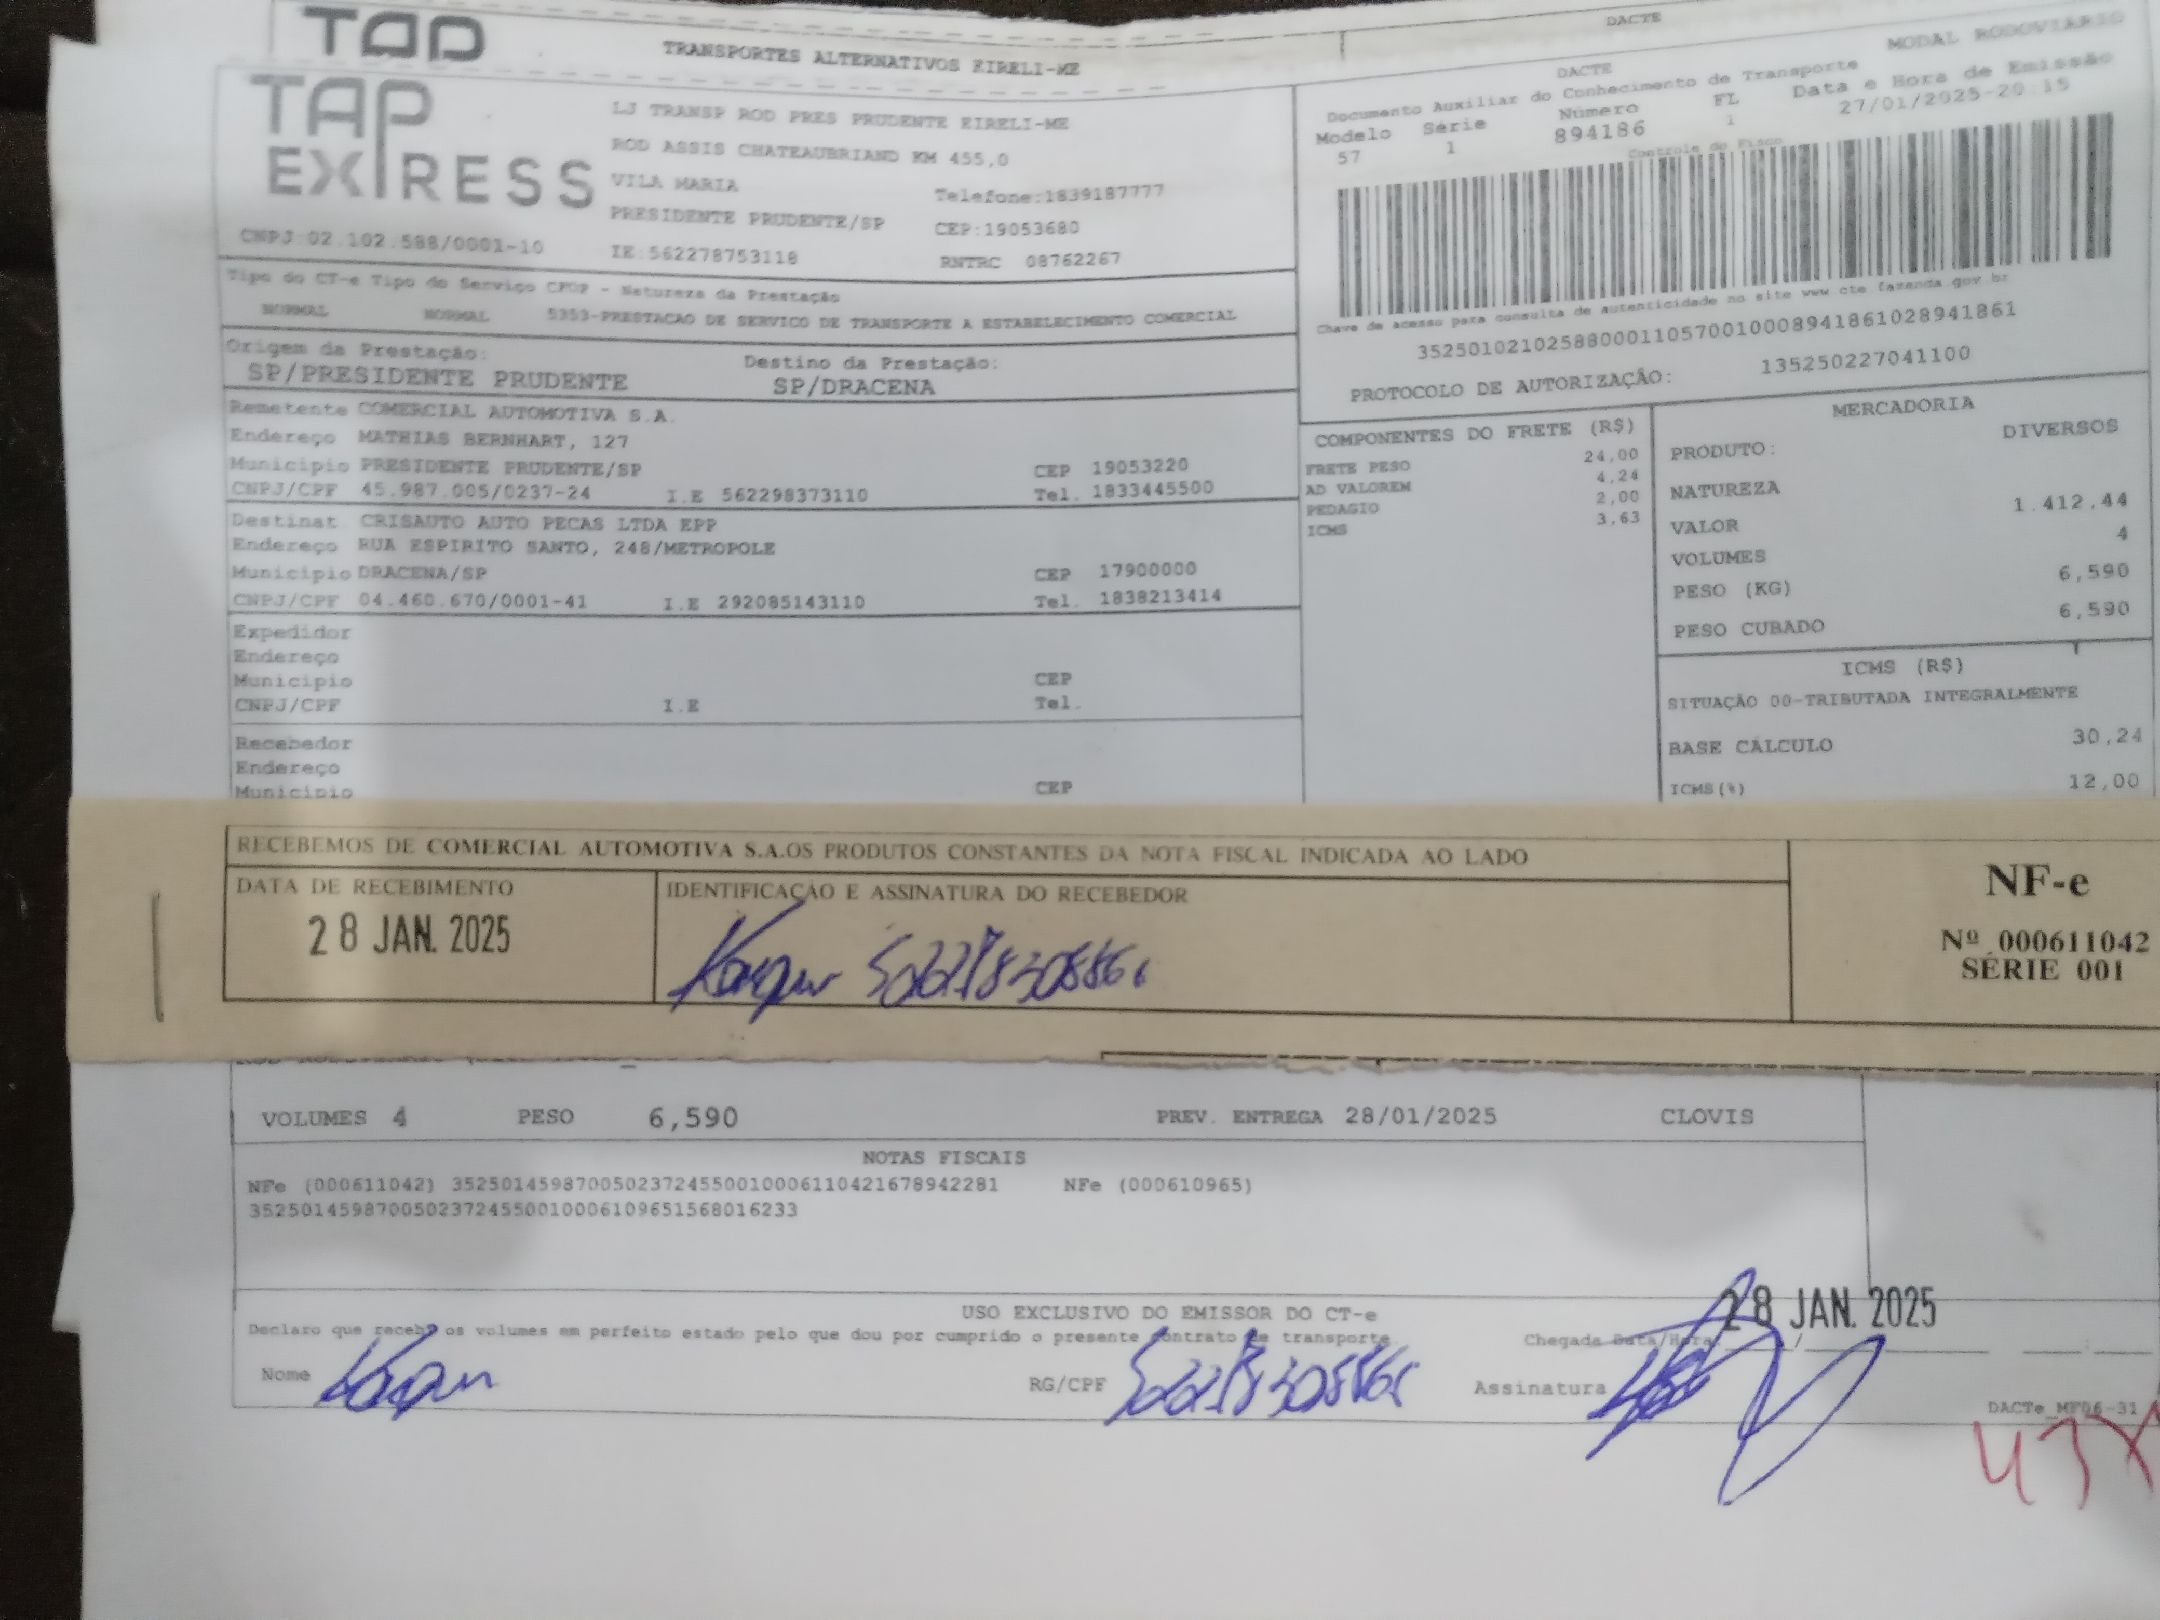 TRANSPORTES ALTERNATIVOS EIRELI-ME
DACTE
TAP EXPRESS
LJ TRANSP ROD PRES PRUDENTE EIRELI-ME
ROD ASSIS CHATEAUBRIAND KM 455,0
VILA MARIA Telefone:1839187777
PRESIDENTE PRUDENTE/SP CEP:19053680
CNPJ:02.102.588/0001-10 IE:562278753118 RNTRC 08762267
DACTE MODAL RODOVIARIO
Documento Auxiliar do Conhecimento de Transporte
Modelo Série Número FL Data e Hora de Emissão
57 1 894186 1 27/01/2025-20:15
Controle do Fisco
Chave de acesso para consulta de autenticidade no site www.cte.fazenda.gov.br
35250102102588000110570010008941861028941861
PROTOCOLO DE AUTORIZAÇÃO: 135250227041100
Tipo do CT-e Tipo do Serviço CFOP - Natureza da Prestação
NORMAL NORMAL 5353-PRESTACAO DE SERVICO DE TRANSPORTE A ESTABELECIMENTO COMERCIAL
Origem da Prestação: Destino da Prestação:
SP/PRESIDENTE PRUDENTE SP/DRACENA
Remetente COMERCIAL AUTOMOTIVA S.A.
Endereço MATHIAS BERNHART, 127
Municipio PRESIDENTE PRUDENTE/SP CEP 19053220
CNPJ/CPF 45.987.005/0237-24 I.E 562298373110 Tel. 1833445500
Destinat CRISAUTO AUTO PECAS LTDA EPP
Endereço RUA ESPIRITO SANTO, 248/METROPOLE
Municipio DRACENA/SP CEP 17900000
CNPJ/CPF 04.460.670/0001-41 I.E 292085143110 Tel. 1838213414
Expedidor
Endereço
Municipio CEP
CNPJ/CPF I.E Tel.
Recebedor
Endereço
Municipio CEP
COMPONENTES DO FRETE (R$)
FRETE PESO 24,00
AD VALOREM 4,24
PEDAGIO 2,00
ICMS 3,63
MERCADORIA
PRODUTO: DIVERSOS
NATUREZA
VALOR 1.412,44
VOLUMES 4
PESO (KG) 6,590
PESO CUBADO 6,590
ICMS (R$)
SITUAÇÃO 00-TRIBUTADA INTEGRALMENTE
BASE CÁLCULO 30,24
ICMS(%) 12,00
RECEBEMOS DE COMERCIAL AUTOMOTIVA S.A.OS PRODUTOS CONSTANTES DA NOTA FISCAL INDICADA AO LADO
DATA DE RECEBIMENTO IDENTIFICAÇÃO E ASSINATURA DO RECEBEDOR
28 JAN. 2025
NF-e
Nº 000611042
SÉRIE 001
VOLUMES 4 PESO 6,590 PREV. ENTREGA 28/01/2025 CLOVIS
NOTAS FISCAIS
NFe (000611042) 35250145987005023724550010006110421678942281 NFe (000610965)
35250145987005023724550010006109651568016233
USO EXCLUSIVO DO EMISSOR DO CT-e
Declaro que recebi os volumes em perfeito estado pelo que dou por cumprido o presente contrato de transporte.
Chegada Data/Hora 28 JAN. 2025
Nome RG/CPF Assinatura
DACTe_MF06-31